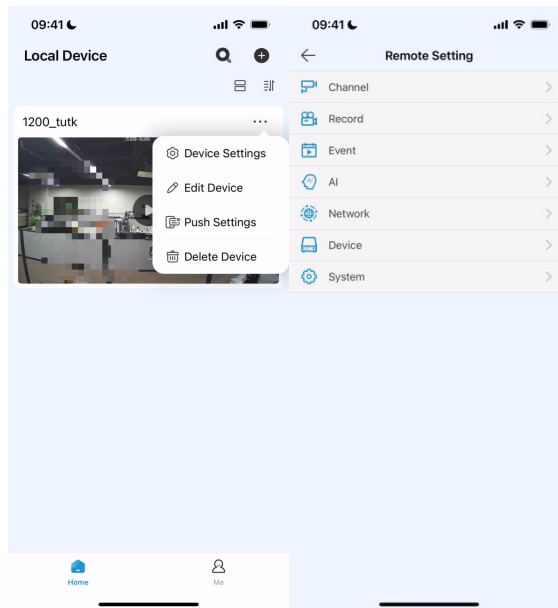 09:41
Local Device
1200_tutk
Device Settings
Edit Device
Push Settings
Delete Device
Home
Me
09:41
Remote Setting
Channel
Record
Event
AI
Network
Device
System